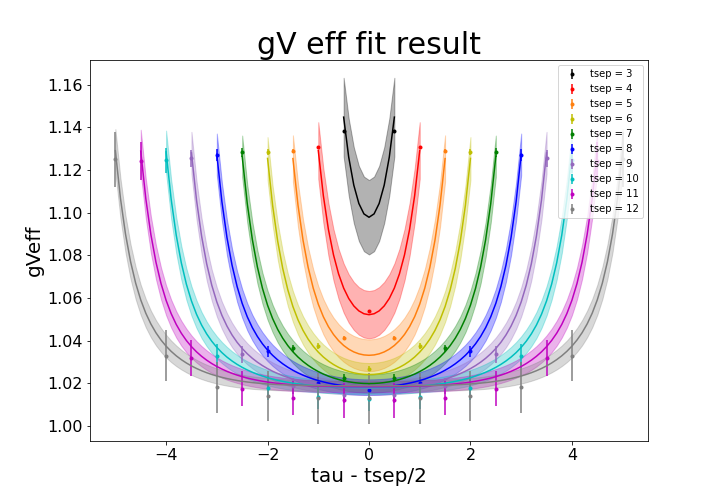 gV eff fit result
gVeff
1.16
1.14
1.12
1.10
1.08
1.06
1.04
1.02
1.00
−4
−2
0
2
4
tau - tsep/2
tsep = 3
tsep = 4
tsep = 5
tsep = 6
tsep = 7
tsep = 8
tsep = 9
tsep = 10
tsep = 11
tsep = 12